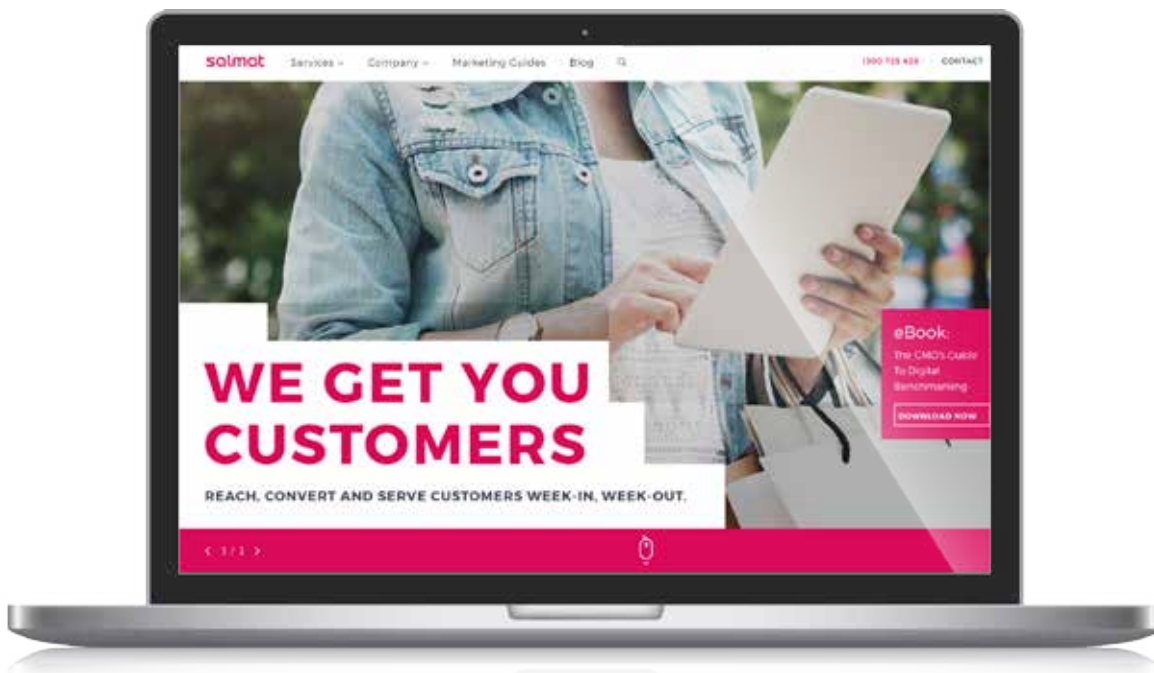 salmat Services Company Marketing Guides Blog CONTACT
WE GET YOU
CUSTOMERS
REACH, CONVERT AND SERVE CUSTOMERS WEEK-IN, WEEK-OUT.
eBook:
The CMO's Guide
To Digital
Benchmarking
DOWNLOAD NOW